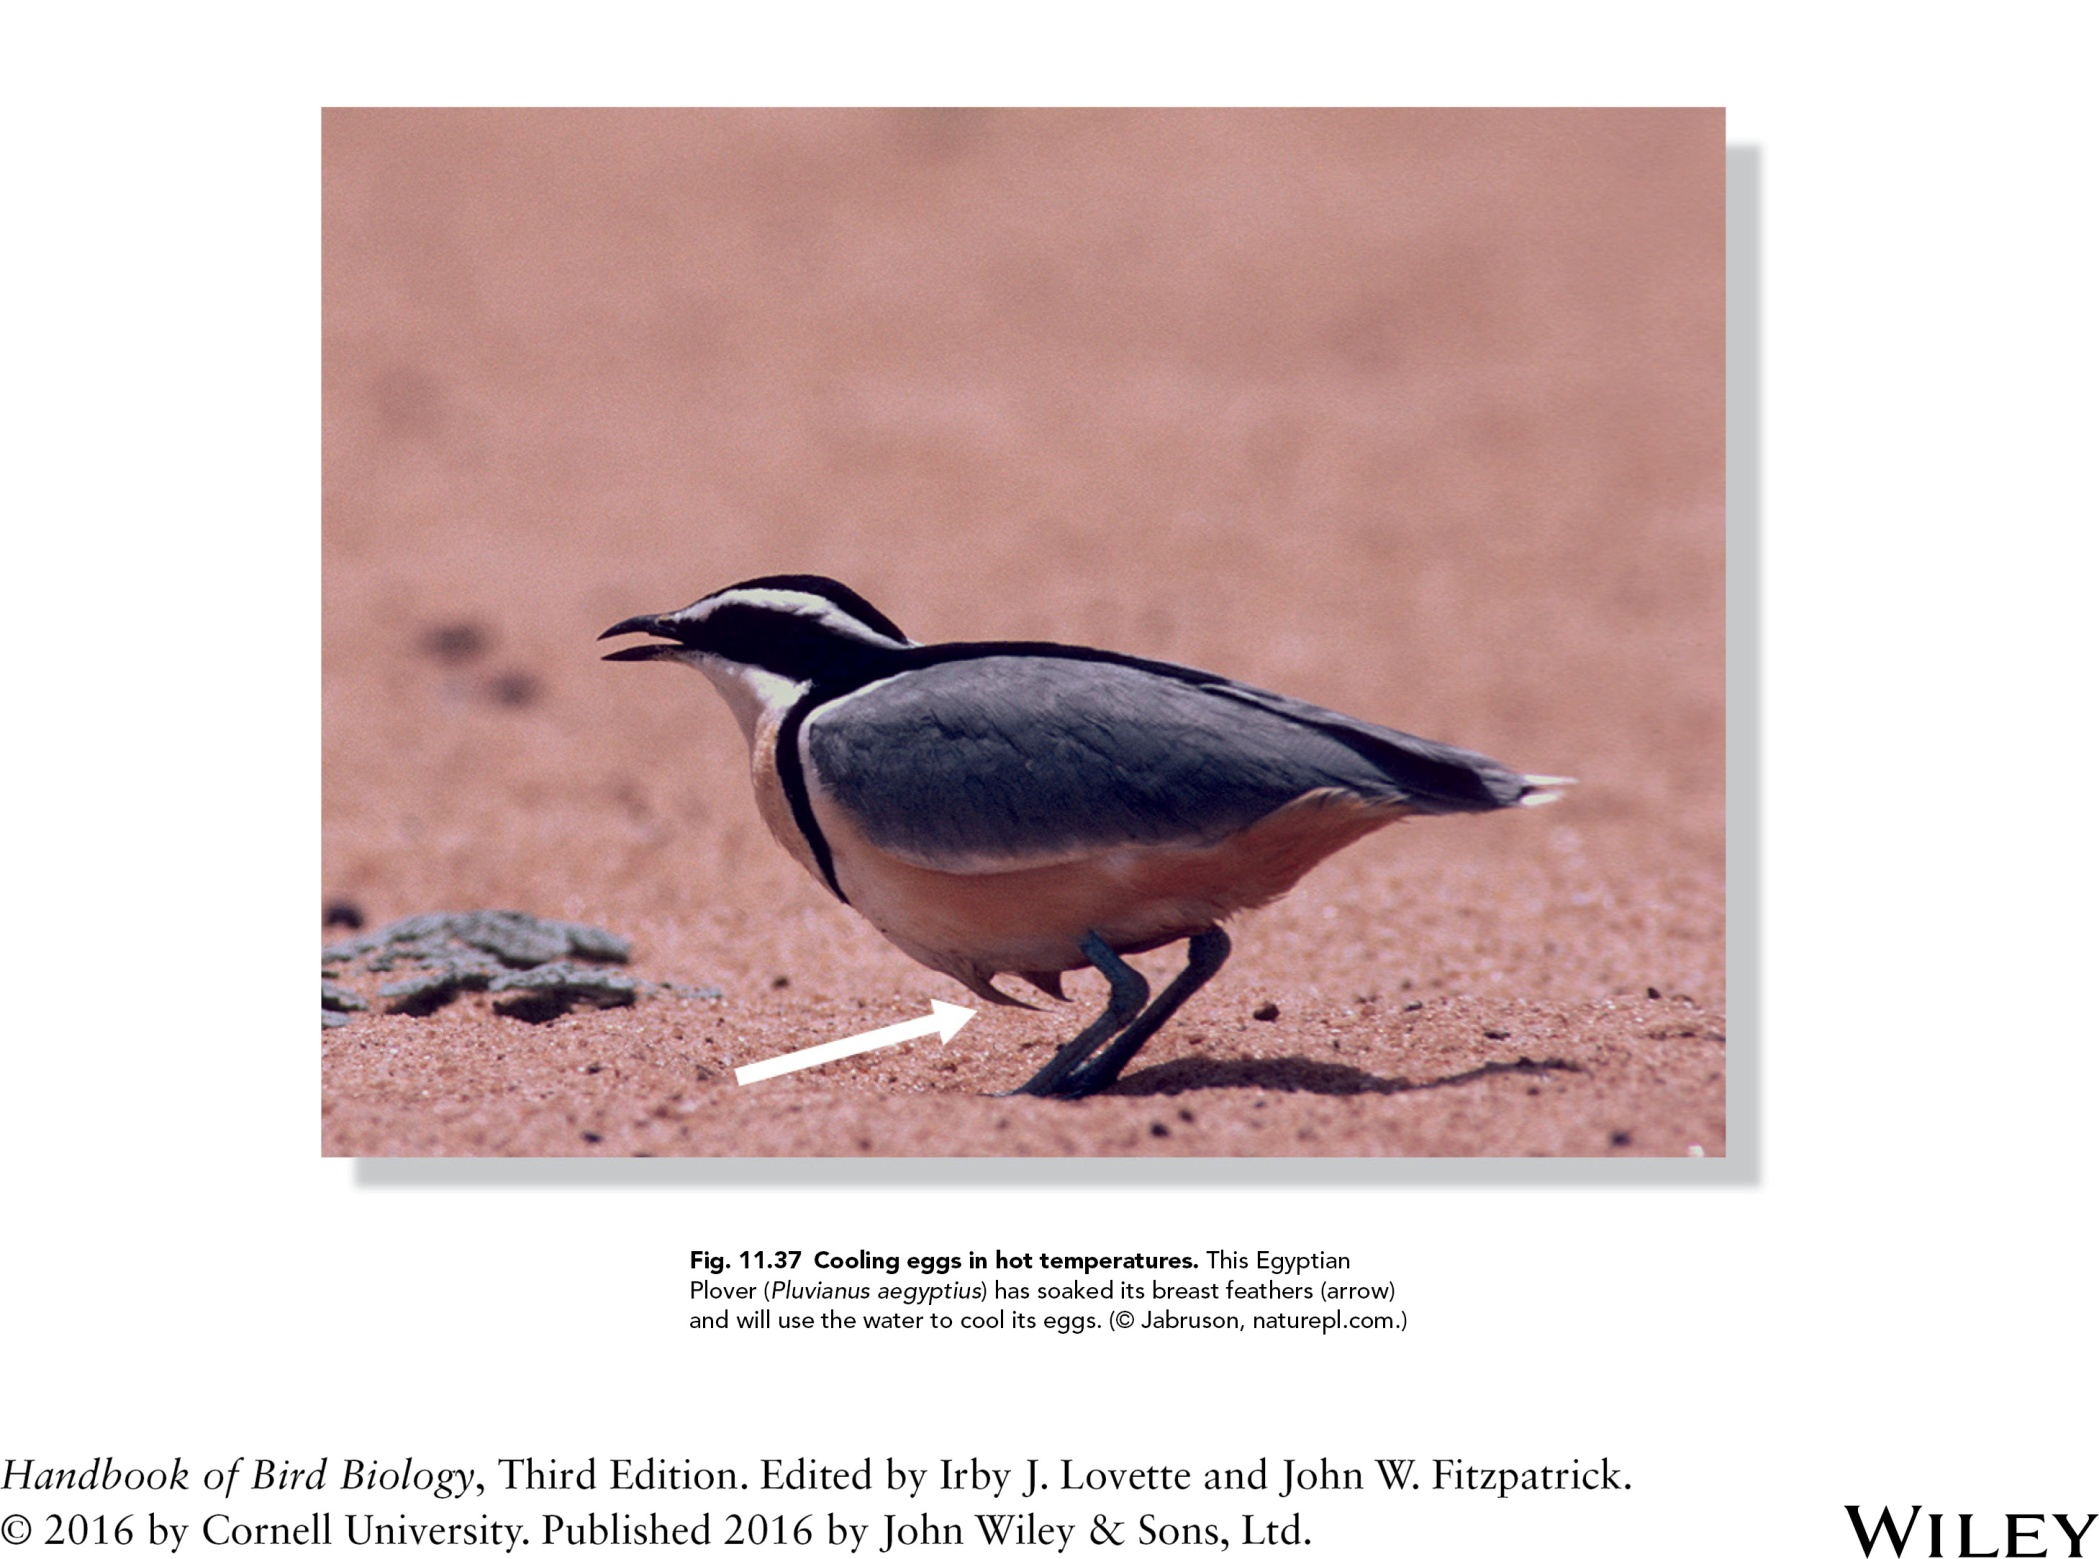 Fig. 11.37 Cooling eggs in hot temperatures. This Egyptian
Plover (Pluvianus aegyptius) has soaked its breast feathers (arrow)
and will use the water to cool its eggs. (© Jabruson, naturepl.com.)
Handbook of Bird Biology, Third Edition. Edited by Irby J. Lovette and John W. Fitzpatrick.
© 2016 by Cornell University. Published 2016 by John Wiley & Sons, Ltd.
WILEY